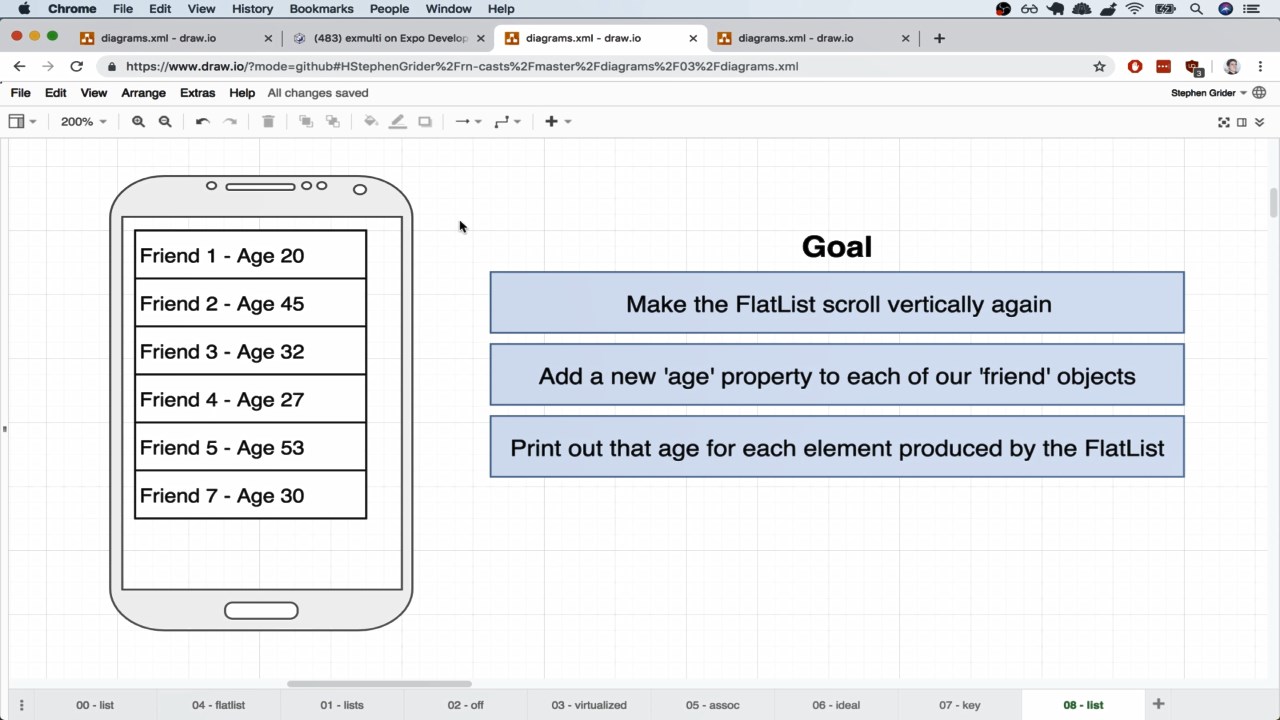 Chrome File Edit View History Bookmarks People Window Help
diagrams.xml - draw.io
(483) exmulti on Expo Develop
diagrams.xml - draw.io
diagrams.xml - draw.io
https://www.draw.io/?mode=github#HStephenGrider%2Frn-casts%2Fmaster%2Fdiagrams%2F03%2Fdiagrams.xml
3
File Edit View Arrange Extras Help All changes saved
Stephen Grider
200%
Friend 1 - Age 20
Friend 2 - Age 45
Friend 3 - Age 32
Friend 4 - Age 27
Friend 5 - Age 53
Friend 7 - Age 30
Goal
Make the FlatList scroll vertically again
Add a new 'age' property to each of our 'friend' objects
Print out that age for each element produced by the FlatList
00 - list
04 - flatlist
01 - lists
02 - off
03 - virtualized
05 - assoc
06 - ideal
07 - key
08 - list